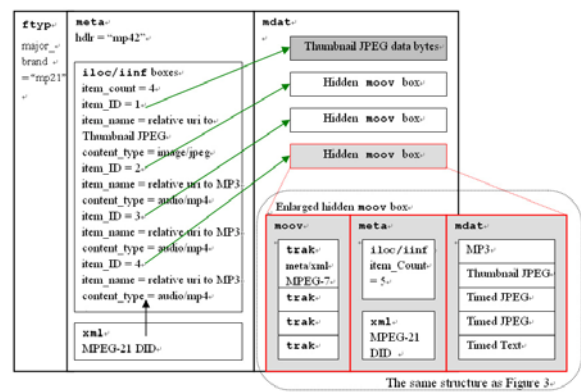 ftyp
major_
brand
="mp21"
meta
hdlr = "mp42"
iloc/iinf boxes
item_count = 4
item_ID = 1
item_name = relative uri to
Thumbnail JPEG
content_type = image/jpeg
item_ID = 2
item_name = relative uri to MP3
content_type = audio/mp4
item_ID = 3
item_name = relative uri to MP3
content_type = audio/mp4
item_ID = 4
item_name = relative uri to MP3
content_type = audio/mp4
xml
MPEG-21 DID
mdat
Thumbnail JPEG data bytes
Hidden moov box
Hidden moov box
Hidden moov box
Enlarged hidden moov box
moov
trak
meta/xml
MPEG-7
trak
trak
trak
meta
iloc/iinf
item_Count
= 5
xml
MPEG-21
DID
mdat
MP3
Thumbnail JPEG
Timed JPEG
Timed JPEG
Timed Text
The same structure as Figure 3